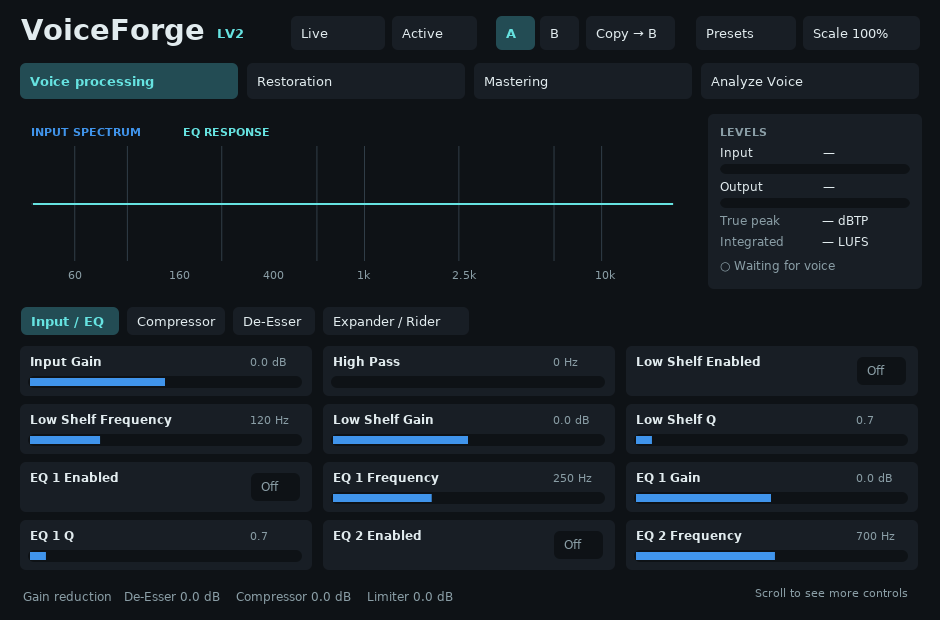 VoiceForge LV2 Live Active A B Copy → B Presets Scale 100%
Voice processing Restoration Mastering Analyze Voice
INPUT SPECTRUM EQ RESPONSE
60 160 400 1k 2.5k 10k
LEVELS
Input —
Output —
True peak — dBTP
Integrated — LUFS
○ Waiting for voice
Input / EQ Compressor De-Esser Expander / Rider
Input Gain 0.0 dB High Pass 0 Hz Low Shelf Enabled Off
Low Shelf Frequency 120 Hz Low Shelf Gain 0.0 dB Low Shelf Q 0.7
EQ 1 Enabled Off EQ 1 Frequency 250 Hz EQ 1 Gain 0.0 dB
EQ 1 Q 0.7 EQ 2 Enabled Off EQ 2 Frequency 700 Hz
Gain reduction De-Esser 0.0 dB Compressor 0.0 dB Limiter 0.0 dB Scroll to see more controls